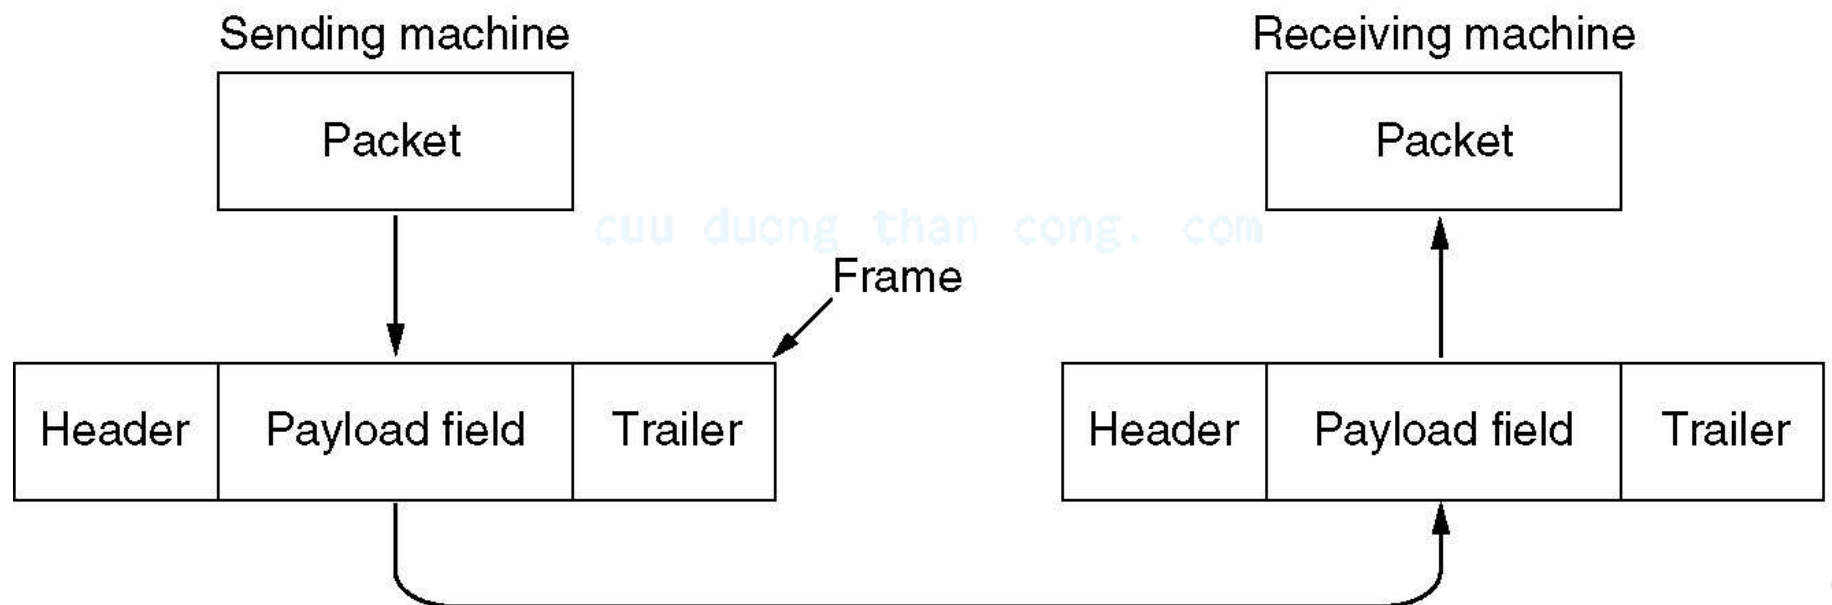 Sending machine
Receiving machine
Packet
Packet
cuu duong than cong. com
Frame
Header
Payload field
Trailer
Header
Payload field
Trailer